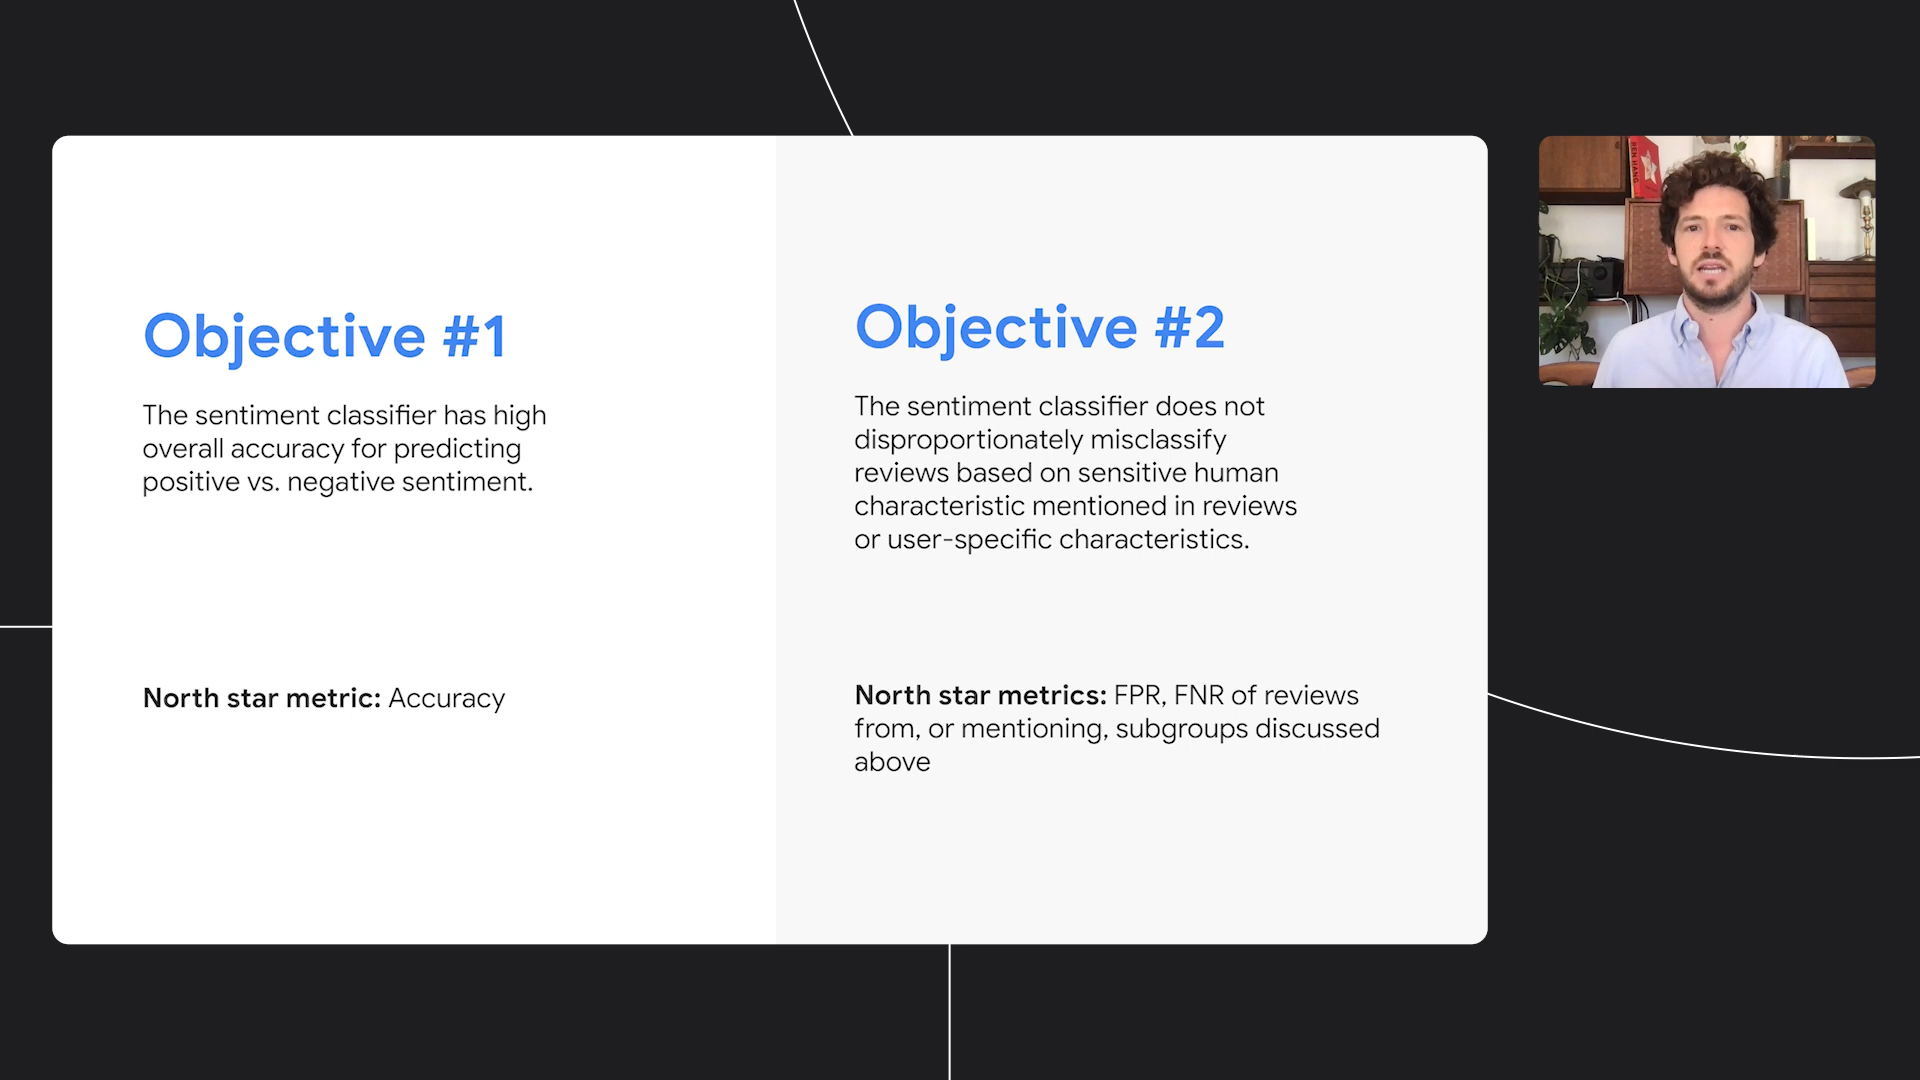 Objective #1
The sentiment classifier has high
overall accuracy for predicting
positive vs. negative sentiment.
North star metric: Accuracy
Objective #2
The sentiment classifier does not
disproportionately misclassify
reviews based on sensitive human
characteristic mentioned in reviews
or user-specific characteristics.
North star metrics: FPR, FNR of reviews
from, or mentioning, subgroups discussed
above
REN HANG